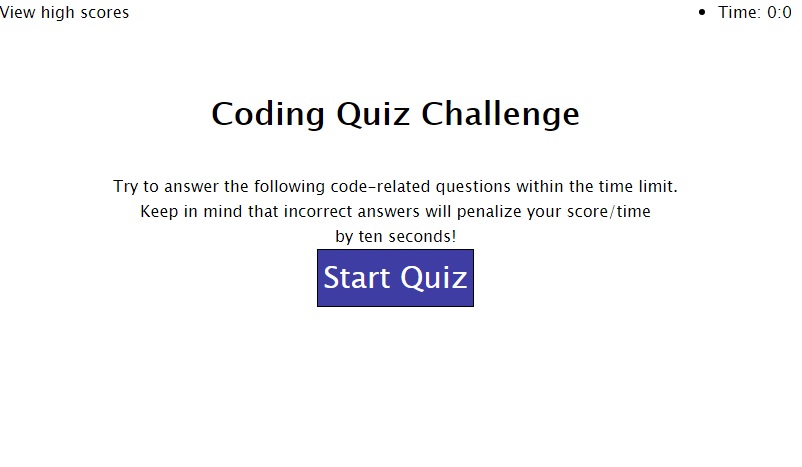 View high scores
• Time: 0:0
Coding Quiz Challenge
Try to answer the following code-related questions within the time limit.
Keep in mind that incorrect answers will penalize your score/time
by ten seconds!
Start Quiz